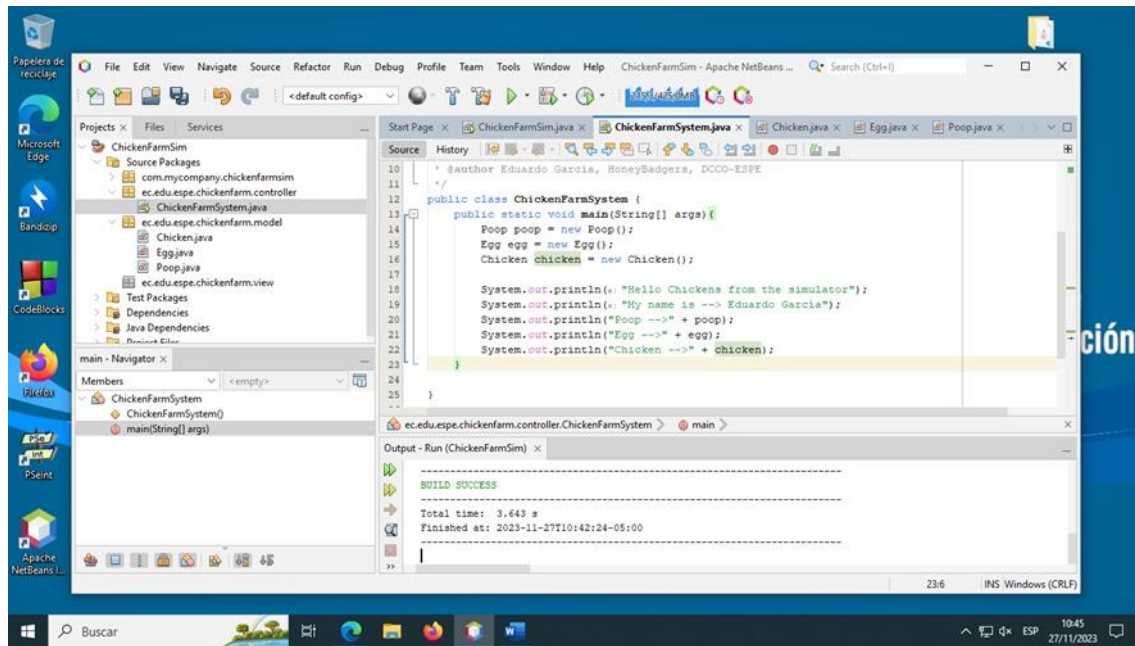 Papelera de
reciclaje
Microsoft
Edge
Bandizip
CodeBlocks
Firefox
PSeInt
Apache
NetBeans I...
File Edit View Navigate Source Refactor Run Debug Profile Team Tools Window Help ChickenFarmSim - Apache NetBeans ... Search (Ctrl+I)
<default config>
Projects Files Services
ChickenFarmSim
Source Packages
com.mycompany.chickenfarmsim
ec.edu.espe.chickenfarm.controller
ChickenFarmSystem.java
ec.edu.espe.chickenfarm.model
Chicken.java
Egg.java
Poop.java
ec.edu.espe.chickenfarm.view
Test Packages
Dependencies
Java Dependencies
Project Files
main - Navigator
Members <empty>
ChickenFarmSystem
ChickenFarmSystem()
main(String[] args)
Start Page ChickenFarmSim.java ChickenFarmSystem.java Chicken.java Egg.java Poop.java
Source History
10 * @author Eduardo Garcia, HoneyBadgers, DCCO-ESPE
11 */
12 public class ChickenFarmSystem {
13 public static void main(String[] args){
14 Poop poop = new Poop();
15 Egg egg = new Egg();
16 Chicken chicken = new Chicken();
17
18 System.out.println(x: "Hello Chickens from the simulator");
19 System.out.println(x: "My name is --> Eduardo García");
20 System.out.println("Poop -->" + poop);
21 System.out.println("Egg -->" + egg);
22 System.out.println("Chicken -->" + chicken);
23 }
24
25 }
ec.edu.espe.chickenfarm.controller.ChickenFarmSystem main
Output - Run (ChickenFarmSim)
------------------------------------------------------------------------
BUILD SUCCESS
------------------------------------------------------------------------
Total time: 3.643 s
Finished at: 2023-11-27T10:42:24-05:00
------------------------------------------------------------------------
23:6 INS Windows (CRLF)
ción
Buscar
ESP
10:45
27/11/2023